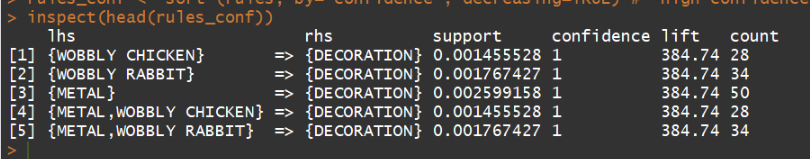 > rules_conf <- sort (rules, by="confidence", decreasing=TRUE) # 'high-confidence
> inspect(head(rules_conf))
lhs rhs support confidence lift count
[1] {WOBBLY CHICKEN} => {DECORATION} 0.001455528 1 384.74 28
[2] {WOBBLY RABBIT} => {DECORATION} 0.001767427 1 384.74 34
[3] {METAL} => {DECORATION} 0.002599158 1 384.74 50
[4] {METAL,WOBBLY CHICKEN} => {DECORATION} 0.001455528 1 384.74 28
[5] {METAL,WOBBLY RABBIT} => {DECORATION} 0.001767427 1 384.74 34
>